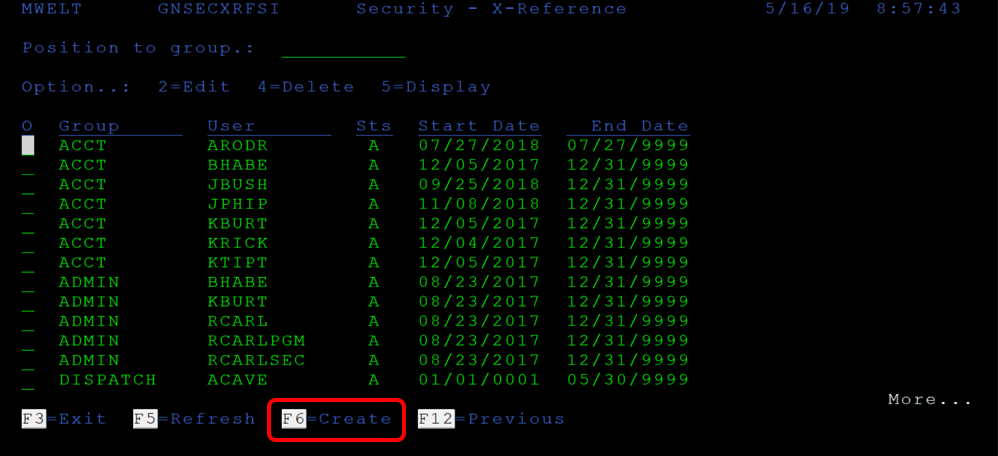 MWELT GNSECXRFSI Security - X-Reference 5/16/19 8:57:43
Position to group.:
Option..: 2=Edit 4=Delete 5=Display
O Group User Sts Start Date End Date
ACCT ARODR A 07/27/2018 07/27/9999
ACCT BHABE A 12/05/2017 12/31/9999
ACCT JBUSH A 09/25/2018 12/31/9999
ACCT JPHIP A 11/08/2018 12/31/9999
ACCT KBURT A 12/05/2017 12/31/9999
ACCT KRICK A 12/04/2017 12/31/9999
ACCT KTIPT A 12/05/2017 12/31/9999
ADMIN BHABE A 08/23/2017 12/31/9999
ADMIN KBURT A 08/23/2017 12/31/9999
ADMIN RCARL A 08/23/2017 12/31/9999
ADMIN RCARLPGM A 08/23/2017 12/31/9999
ADMIN RCARLSEC A 08/23/2017 12/31/9999
DISPATCH ACAVE A 01/01/0001 05/30/9999
More...
F3=Exit F5=Refresh F6=Create F12=Previous